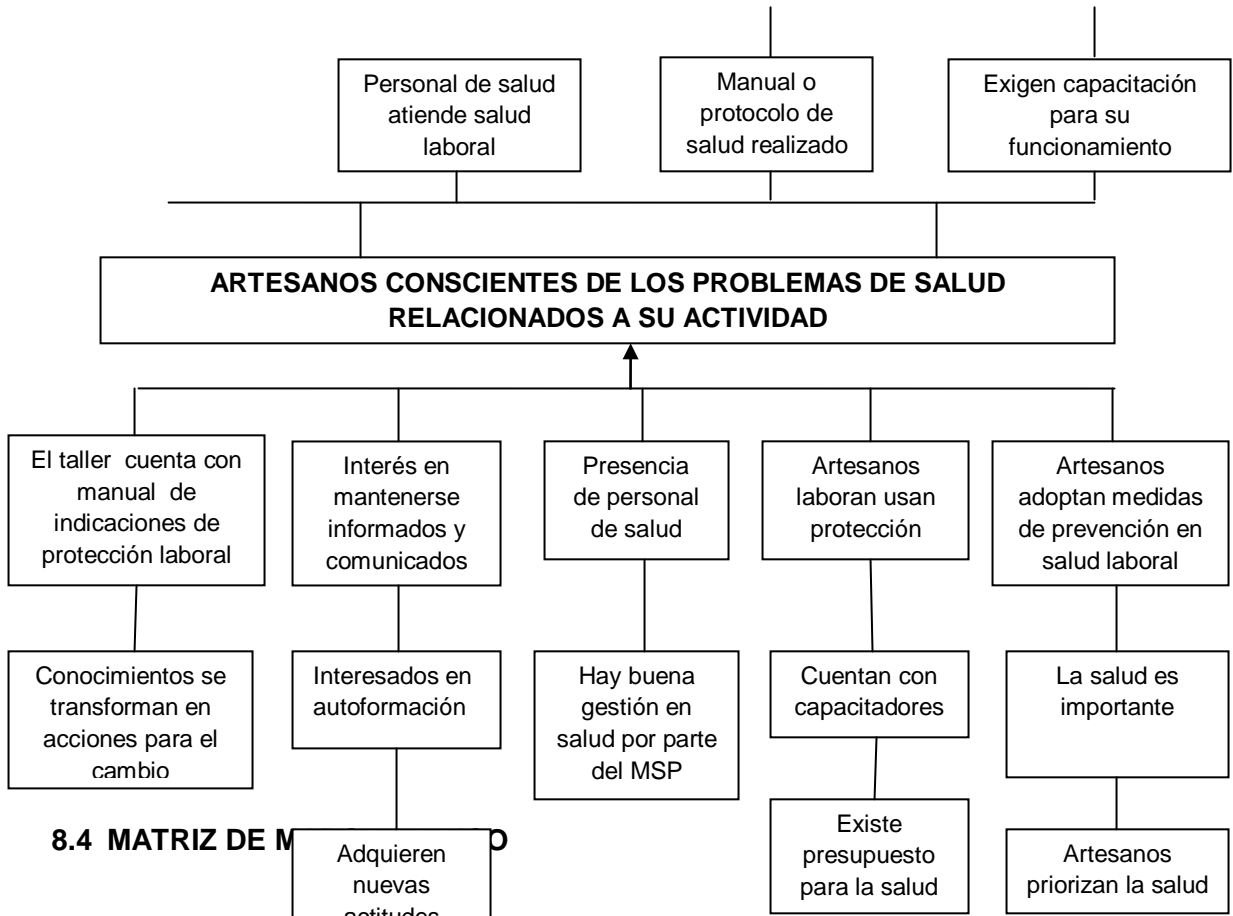 Personal de salud
atiende salud
laboral
Manual o
protocolo de
salud realizado
Exigen capacitación
para su
funcionamiento
ARTESANOS CONSCIENTES DE LOS PROBLEMAS DE SALUD
RELACIONADOS A SU ACTIVIDAD
El taller cuenta con
manual de
indicaciones de
protección laboral
Interés en
mantenerse
informados y
comunicados
Presencia
de personal
de salud
Artesanos
laboran usan
protección
Artesanos
adoptan medidas
de prevención en
salud laboral
Conocimientos se
transforman en
acciones para el
cambio
Interesados en
autoformación
Hay buena
gestión en
salud por parte
del MSP
Cuentan con
capacitadores
La salud es
importante
8.4 MATRIZ DE
Adquieren
nuevas
actitudes
Existe
presupuesto
para la salud
Artesanos
priorizan la salud